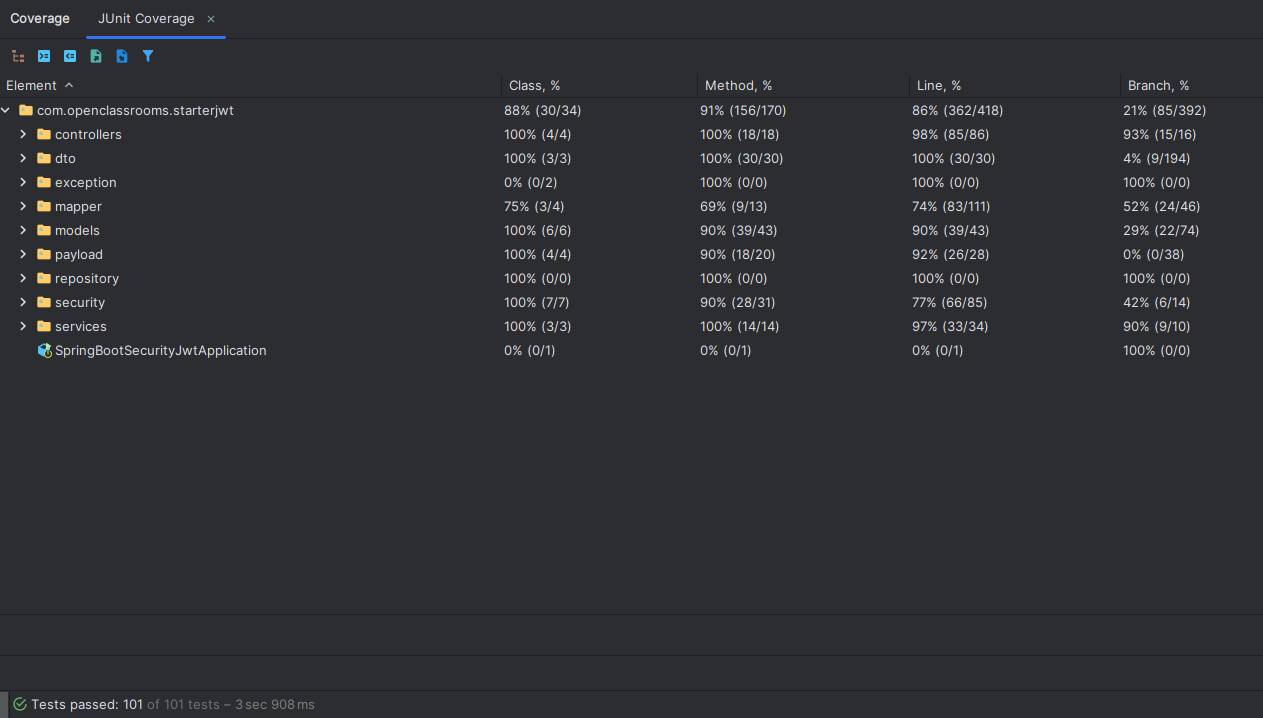 Coverage JUnit Coverage ×
Element Class, % Method, % Line, % Branch, %
com.openclassrooms.starterjwt 88% (30/34) 91% (156/170) 86% (362/418) 21% (85/392)
controllers 100% (4/4) 100% (18/18) 98% (85/86) 93% (15/16)
dto 100% (3/3) 100% (30/30) 100% (30/30) 4% (9/194)
exception 0% (0/2) 100% (0/0) 100% (0/0) 100% (0/0)
mapper 75% (3/4) 69% (9/13) 74% (83/111) 52% (24/46)
models 100% (6/6) 90% (39/43) 90% (39/43) 29% (22/74)
payload 100% (4/4) 90% (18/20) 92% (26/28) 0% (0/38)
repository 100% (0/0) 100% (0/0) 100% (0/0) 100% (0/0)
security 100% (7/7) 90% (28/31) 77% (66/85) 42% (6/14)
services 100% (3/3) 100% (14/14) 97% (33/34) 90% (9/10)
SpringBootSecurityJwtApplication 0% (0/1) 0% (0/1) 0% (0/1) 100% (0/0)
Tests passed: 101 of 101 tests – 3 sec 908 ms